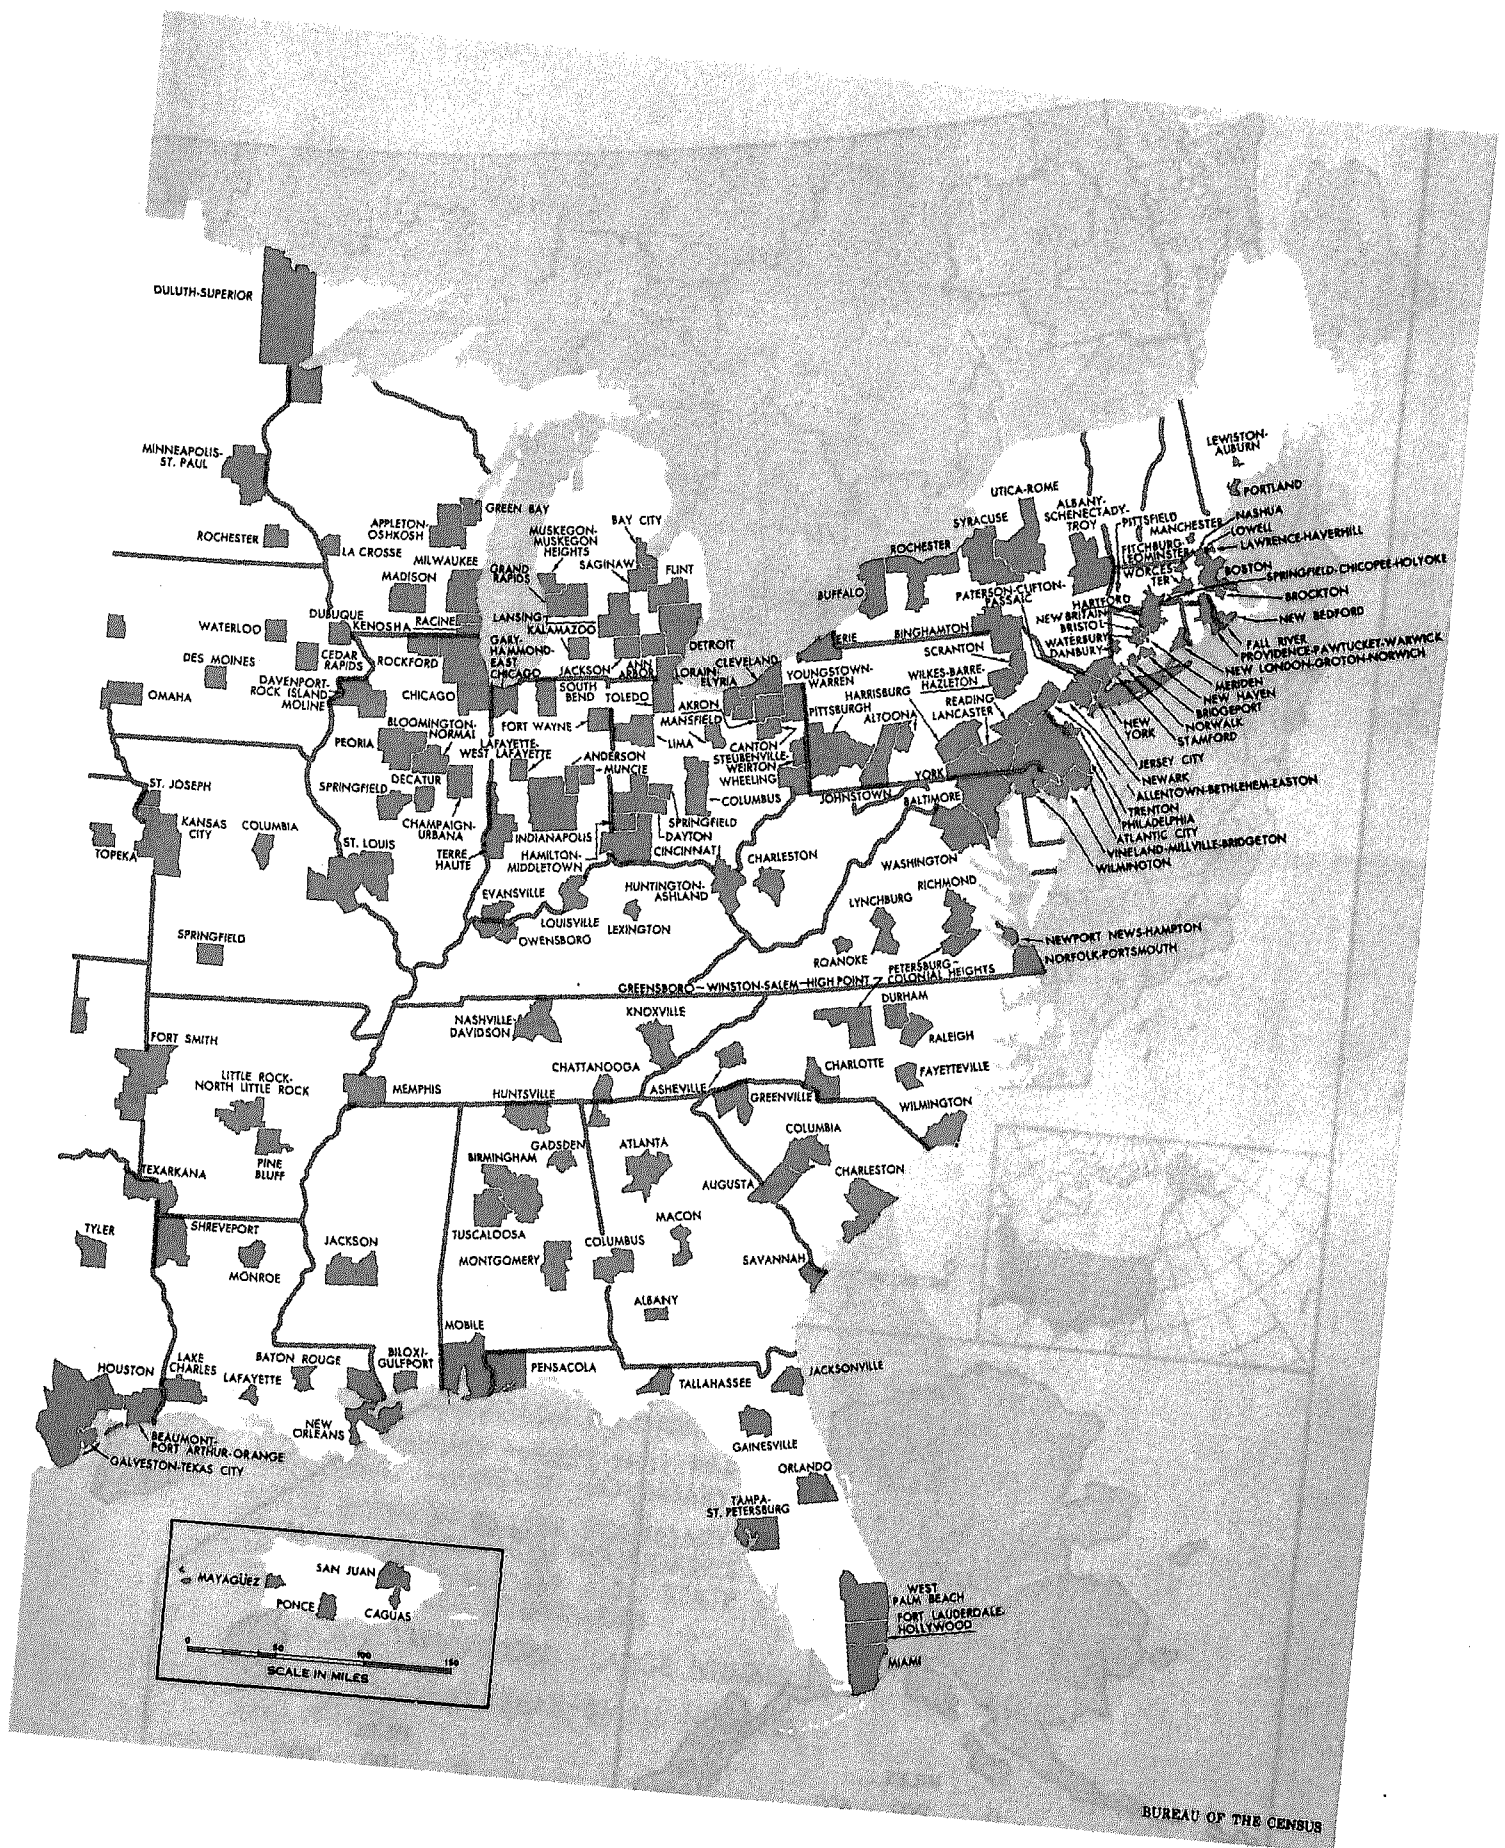 DULUTH-SUPERIOR
MINNEAPOLIS-
ST. PAUL
LEWISTON-
AUBURN
PORTLAND
UTICA-ROME
ALBANY-
SCHENECTADY-
TROY
PITTSFIELD
MANCHESTER
NASHUA
LOWELL
LAWRENCE-HAVERHILL
FITCHBURG-
LEOMINSTER
WORCES-
TER
BOSTON
SPRINGFIELD-CHICOPEE-HOLYOKE
BROCKTON
NEW BEDFORD
FALL RIVER
PROVIDENCE-PAWTUCKET-WARWICK
NEW LONDON-GROTON-NORWICH
MERIDEN
NEW HAVEN
BRIDGEPORT
NORWALK
STAMFORD
HARTFORD
NEW BRITAIN
BRISTOL
WATERBURY
DANBURY
NEW
YORK
JERSEY CITY
NEWARK
ALLENTOWN-BETHLEHEM-EASTON
TRENTON
PHILADELPHIA
ATLANTIC CITY
VINELAND-MILLVILLE-BRIDGETON
WILMINGTON
SYRACUSE
ROCHESTER
BUFFALO
PATERSON-CLIFTON-
PASSAIC
BINGHAMTON
SCRANTON
WILKES-BARRE-
HAZLETON
ERIE
HARRISBURG
READING
LANCASTER
ALTOONA
PITTSBURGH
YORK
JOHNSTOWN
BALTIMORE
WASHINGTON
GREEN BAY
APPLETON-
OSHKOSH
ROCHESTER
LA CROSSE
MILWAUKEE
MADISON
MUSKEGON-
MUSKEGON
HEIGHTS
BAY CITY
GRAND
RAPIDS
SAGINAW
FLINT
LANSING
KALAMAZOO
DETROIT
DUBUQUE
KENOSHA
RACINE
WATERLOO
CEDAR
RAPIDS
ROCKFORD
GARY-
HAMMOND-
EAST
CHICAGO
JACKSON
ANN
ARBOR
LORAIN-
ELYRIA
CLEVELAND
YOUNGSTOWN-
WARREN
DES MOINES
OMAHA
DAVENPORT-
ROCK ISLAND-
MOLINE
CHICAGO
SOUTH
BEND
TOLEDO
AKRON
MANSFIELD
FORT WAYNE
LIMA
CANTON
STEUBENVILLE-
WEIRTON
WHEELING
BLOOMINGTON-
NORMAL
PEORIA
LAFAYETTE-
WEST LAFAYETTE
ANDERSON
MUNCIE
ST. JOSEPH
SPRINGFIELD
DECATUR
COLUMBUS
CHAMPAIGN-
URBANA
INDIANAPOLIS
SPRINGFIELD
DAYTON
KANSAS
CITY
COLUMBIA
ST. LOUIS
TERRE
HAUTE
HAMILTON-
MIDDLETOWN
CINCINNATI
TOPEKA
CHARLESTON
HUNTINGTON-
ASHLAND
EVANSVILLE
LOUISVILLE
LEXINGTON
OWENSBORO
RICHMOND
LYNCHBURG
SPRINGFIELD
ROANOKE
PETERSBURG-
COLONIAL HEIGHTS
NEWPORT NEWS-HAMPTON
NORFOLK-PORTSMOUTH
GREENSBORO-WINSTON-SALEM-HIGH POINT
DURHAM
RALEIGH
NASHVILLE-
DAVIDSON
KNOXVILLE
FORT SMITH
CHATTANOOGA
ASHEVILLE
CHARLOTTE
FAYETTEVILLE
LITTLE ROCK-
NORTH LITTLE ROCK
MEMPHIS
HUNTSVILLE
GREENVILLE
WILMINGTON
PINE
BLUFF
GADSDEN
BIRMINGHAM
ATLANTA
COLUMBIA
AUGUSTA
CHARLESTON
TEXARKANA
TYLER
SHREVEPORT
MONROE
JACKSON
TUSCALOOSA
MONTGOMERY
COLUMBUS
MACON
SAVANNAH
ALBANY
MOBILE
PENSACOLA
TALLAHASSEE
JACKSONVILLE
BILOXI-
GULFPORT
BATON ROUGE
LAKE
CHARLES
LAFAYETTE
HOUSTON
NEW
ORLEANS
BEAUMONT-
PORT ARTHUR-ORANGE
GALVESTON-TEXAS CITY
GAINESVILLE
ORLANDO
TAMPA-
ST. PETERSBURG
WEST
PALM BEACH
FORT LAUDERDALE-
HOLLYWOOD
MIAMI
SAN JUAN
MAYAGÜEZ
PONCE
CAGUAS
0 50 100 150
SCALE IN MILES
BUREAU OF THE CENSUS